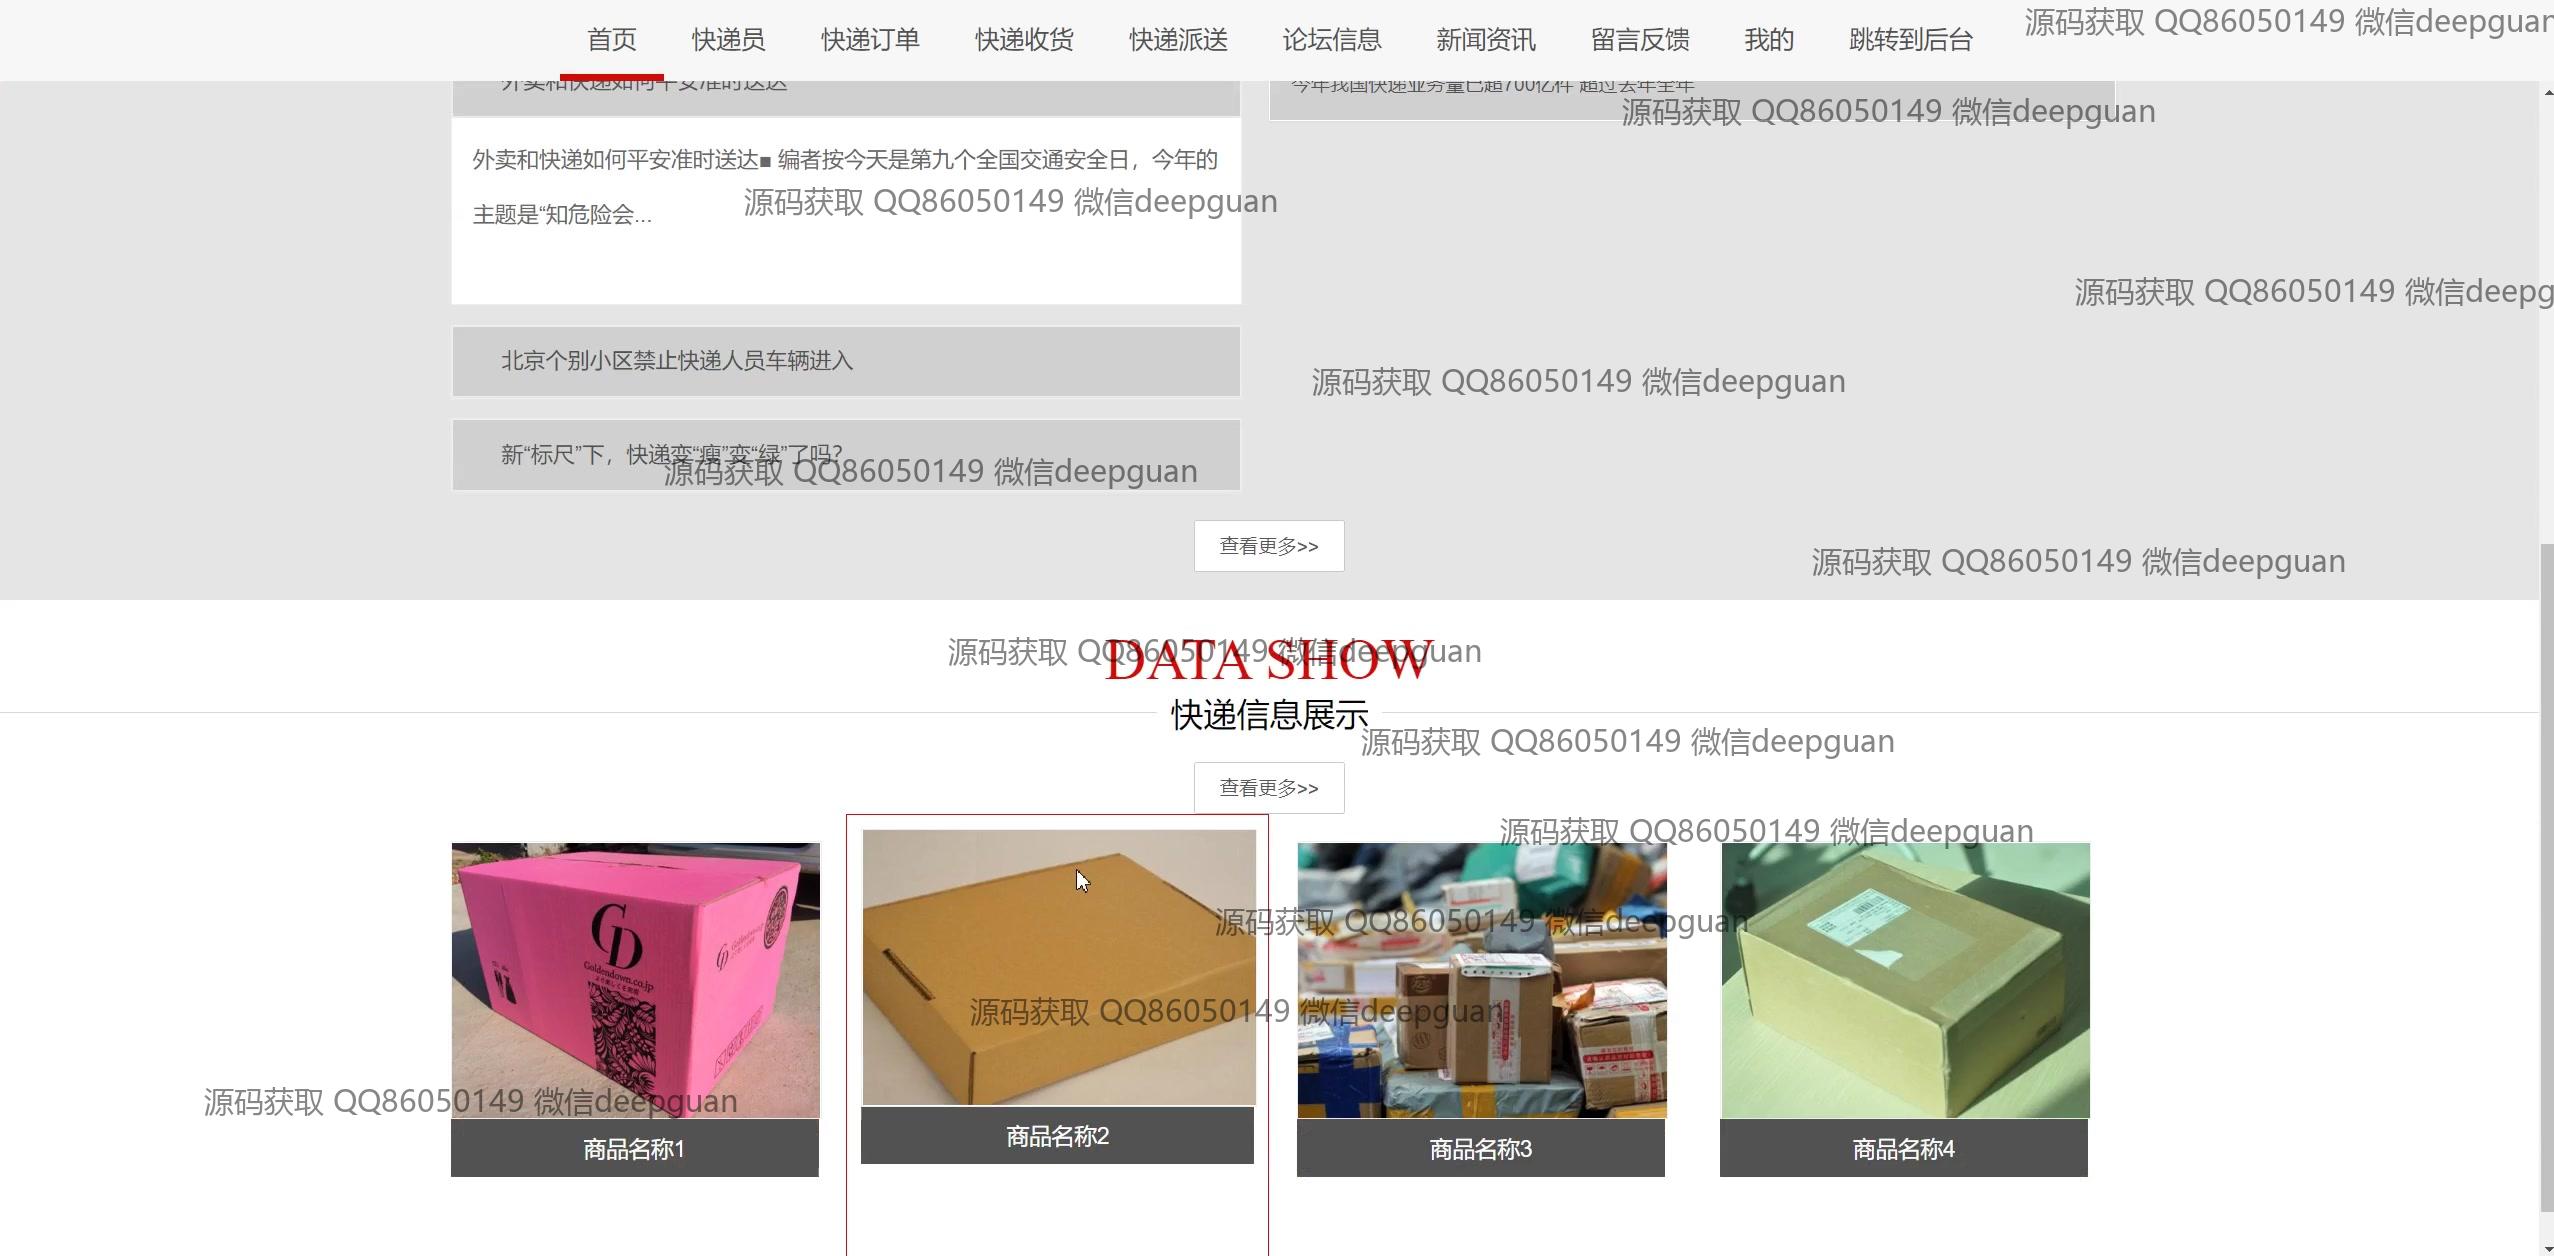 首页 快递员 快递订单 快递收货 快递派送 论坛信息 新闻资讯 留言反馈 我的 跳转到后台
源码获取 QQ86050149 微信deepguan
外卖和快递如何平安准时送达
今年我国快递业务量已超700亿件 超过去年全年
源码获取 QQ86050149 微信deepguan
外卖和快递如何平安准时送达■ 编者按今天是第九个全国交通安全日，今年的
主题是“知危险会...
源码获取 QQ86050149 微信deepguan
源码获取 QQ86050149 微信deepg
北京个别小区禁止快递人员车辆进入
源码获取 QQ86050149 微信deepguan
新“标尺”下，快递变“瘦”变“绿”了吗?
源码获取 QQ86050149 微信deepguan
查看更多>>
源码获取 QQ86050149 微信deepguan
DATA SHOW
源码获取 QQ86050149 微信deepguan
快递信息展示
源码获取 QQ86050149 微信deepguan
查看更多>>
源码获取 QQ86050149 微信deepguan
GD
Goldendown.co.jp
源码获取 QQ86050149 微信deepguan
源码获取 QQ86050149 微信deepguan
源码获取 QQ86050149 微信deepguan
商品名称1
商品名称2
商品名称3
商品名称4